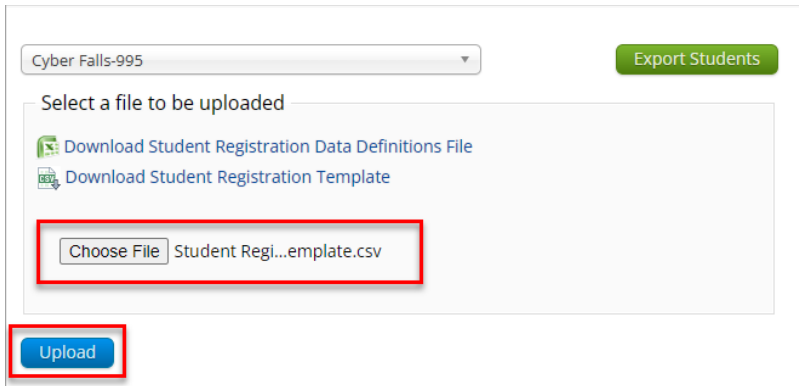 Cyber Falls-995
Export Students
Select a file to be uploaded
Download Student Registration Data Definitions File
Download Student Registration Template
Choose File Student Regi...emplate.csv
Upload